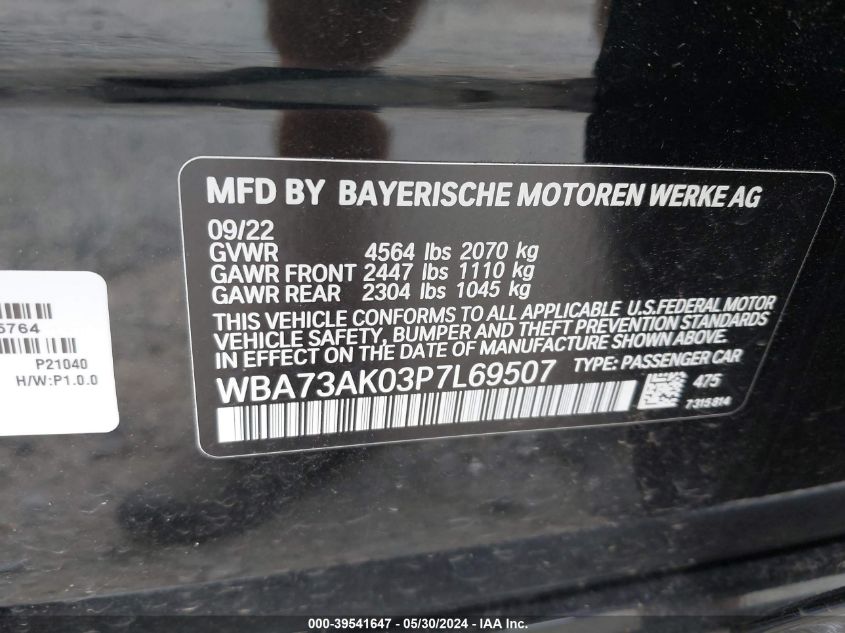 MFD BY BAYERISCHE MOTOREN WERKE AG
09/22
GVWR 4564 lbs 2070 kg
GAWR FRONT 2447 lbs 1110 kg
GAWR REAR 2304 lbs 1045 kg
THIS VEHICLE CONFORMS TO ALL APPLICABLE U.S.FEDERAL MOTOR
VEHICLE SAFETY, BUMPER AND THEFT PREVENTION STANDARDS
IN EFFECT ON THE DATE OF MANUFACTURE SHOWN ABOVE.
WBA73AK03P7L69507 TYPE: PASSENGER CAR
475
7315814
5764
P21040
H/W:P1.0.0
000-39541647 - 05/30/2024 - IAA Inc.